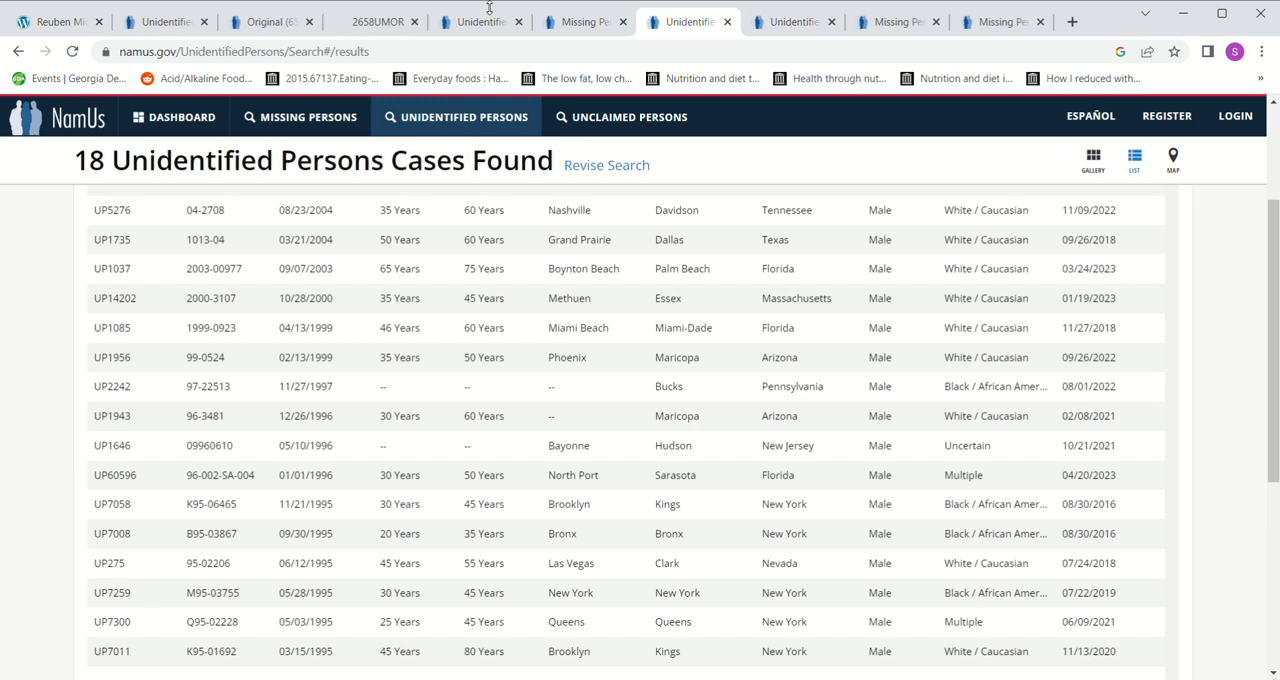 Reuben Mi
Unidentifie
Original (65
2658UMOR
Unidentifie
Missing Pe
Unidentifie
Unidentifie
Missing Pe
Missing Pe
namus.gov/UnidentifiedPersons/Search#/results
S
Events | Georgia De...
Acid/Alkaline Food...
2015.67137.Eating-...
Everyday foods : Ha...
The low fat, low ch...
Nutrition and diet t...
Health through nut...
Nutrition and diet i...
How I reduced with...
»
NamUs
DASHBOARD
MISSING PERSONS
UNIDENTIFIED PERSONS
UNCLAIMED PERSONS
ESPAÑOL
REGISTER
LOGIN
18 Unidentified Persons Cases Found Revise Search
GALLERY
LIST
MAP
UP5276 04-2708 08/23/2004 35 Years 60 Years Nashville Davidson Tennessee Male White / Caucasian 11/09/2022
UP1735 1013-04 03/21/2004 50 Years 60 Years Grand Prairie Dallas Texas Male White / Caucasian 09/26/2018
UP1037 2003-00977 09/07/2003 65 Years 75 Years Boynton Beach Palm Beach Florida Male White / Caucasian 03/24/2023
UP14202 2000-3107 10/28/2000 35 Years 45 Years Methuen Essex Massachusetts Male White / Caucasian 01/19/2023
UP1085 1999-0923 04/13/1999 46 Years 60 Years Miami Beach Miami-Dade Florida Male White / Caucasian 11/27/2018
UP1956 99-0524 02/13/1999 35 Years 50 Years Phoenix Maricopa Arizona Male White / Caucasian 09/26/2022
UP2242 97-22513 11/27/1997 -- -- -- Bucks Pennsylvania Male Black / African Amer... 08/01/2022
UP1943 96-3481 12/26/1996 30 Years 60 Years -- Maricopa Arizona Male White / Caucasian 02/08/2021
UP1646 09960610 05/10/1996 -- -- Bayonne Hudson New Jersey Male Uncertain 10/21/2021
UP60596 96-002-SA-004 01/01/1996 30 Years 50 Years North Port Sarasota Florida Male Multiple 04/20/2023
UP7058 K95-06465 11/21/1995 30 Years 45 Years Brooklyn Kings New York Male Black / African Amer... 08/30/2016
UP7008 B95-03867 09/30/1995 20 Years 35 Years Bronx Bronx New York Male Black / African Amer... 08/30/2016
UP275 95-02206 06/12/1995 45 Years 55 Years Las Vegas Clark Nevada Male White / Caucasian 07/24/2018
UP7259 M95-03755 05/28/1995 30 Years 45 Years New York New York New York Male Black / African Amer... 07/22/2019
UP7300 Q95-02228 05/03/1995 25 Years 45 Years Queens Queens New York Male Multiple 06/09/2021
UP7011 K95-01692 03/15/1995 45 Years 80 Years Brooklyn Kings New York Male White / Caucasian 11/13/2020